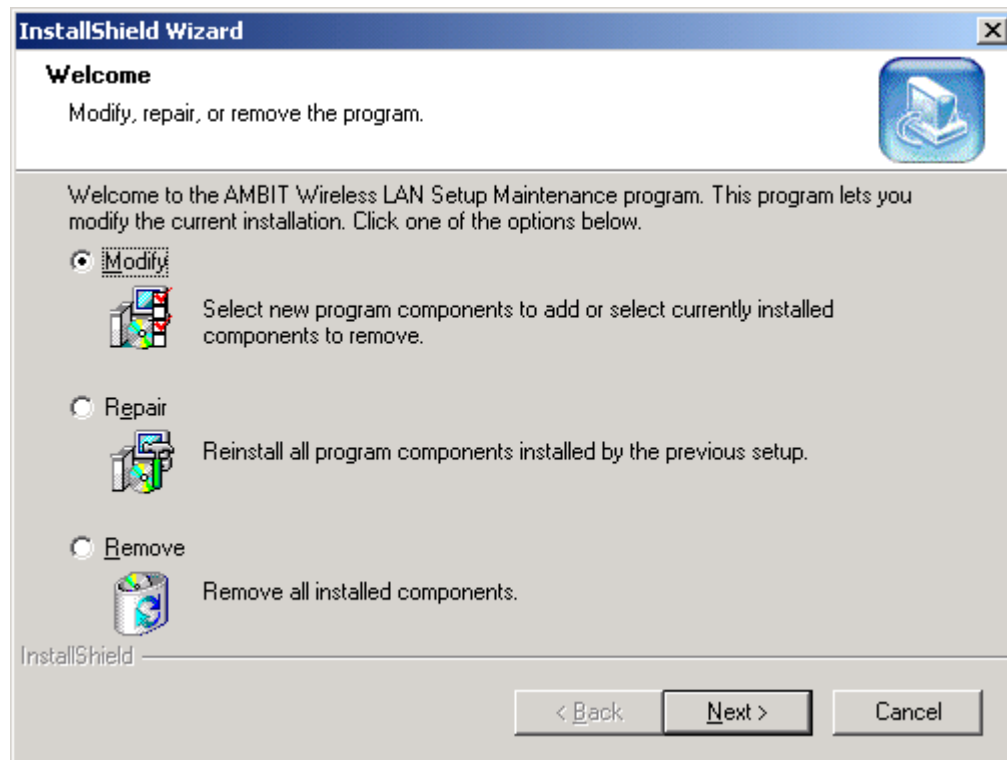 InstallShield Wizard
Welcome
Modify, repair, or remove the program.
Welcome to the AMBIT Wireless LAN Setup Maintenance program. This program lets you
modify the current installation. Click one of the options below.
Modify
Select new program components to add or select currently installed
components to remove.
Repair
Reinstall all program components installed by the previous setup.
Remove
Remove all installed components.
InstallShield
< Back Next > Cancel